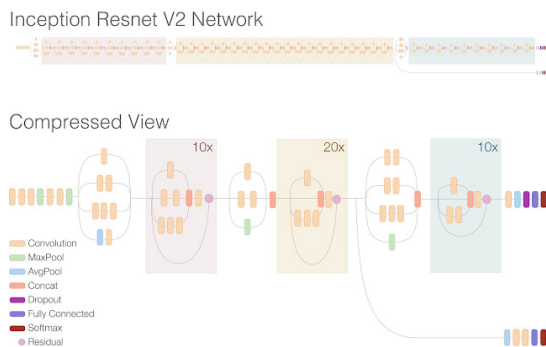 Inception Resnet V2 Network
Compressed View
10x
20x
10x
Convolution
MaxPool
AvgPool
Concat
Dropout
Fully Connected
Softmax
Residual